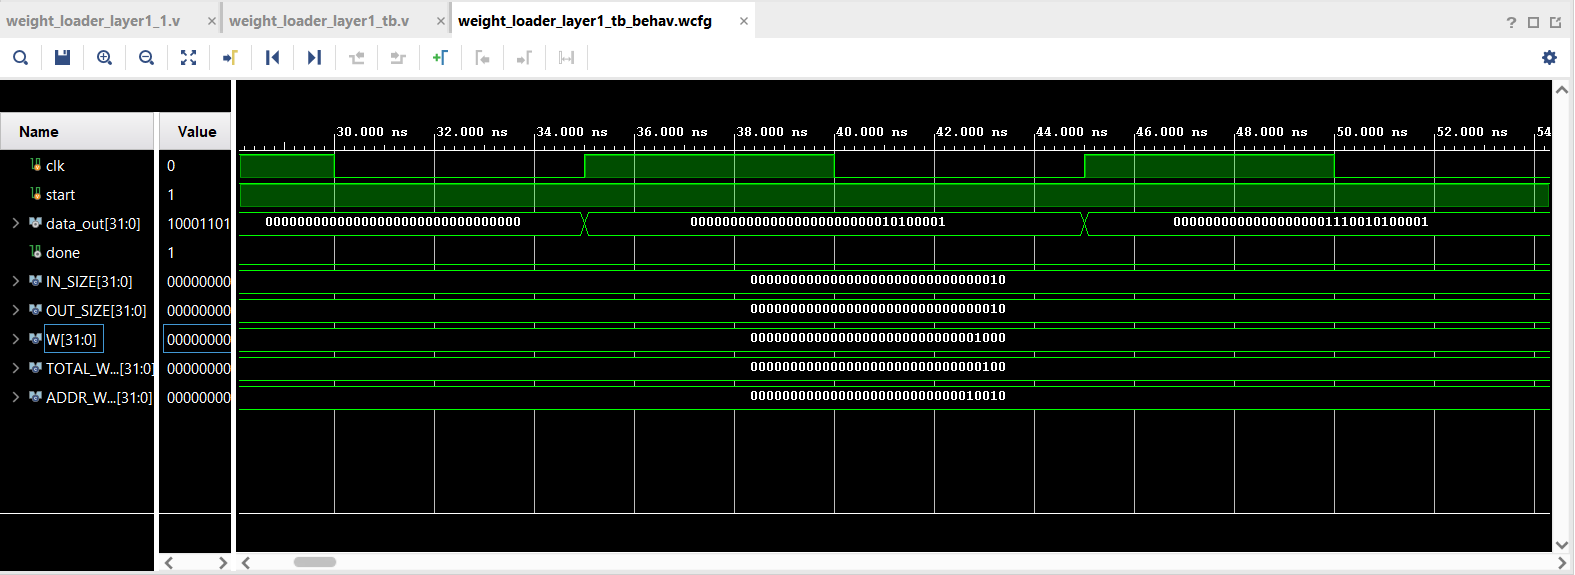 weight_loader_layer1_1.v × weight_loader_layer1_tb.v × weight_loader_layer1_tb_behav.wcfg ×
Name Value
30.000 ns 32.000 ns 34.000 ns 36.000 ns 38.000 ns 40.000 ns 42.000 ns 44.000 ns 46.000 ns 48.000 ns 50.000 ns 52.000 ns 54
clk 0
start 1
data_out[31:0] 10001101 00000000000000000000000000000000 00000000000000000000000010100001 00000000000000000001110010100001
done 1
IN_SIZE[31:0] 00000000 00000000000000000000000000000010
OUT_SIZE[31:0] 00000000 00000000000000000000000000000010
W[31:0] 00000000 00000000000000000000000000001000
TOTAL_W...[31:0] 00000000 00000000000000000000000000000100
ADDR_W...[31:0] 00000000 00000000000000000000000000010010